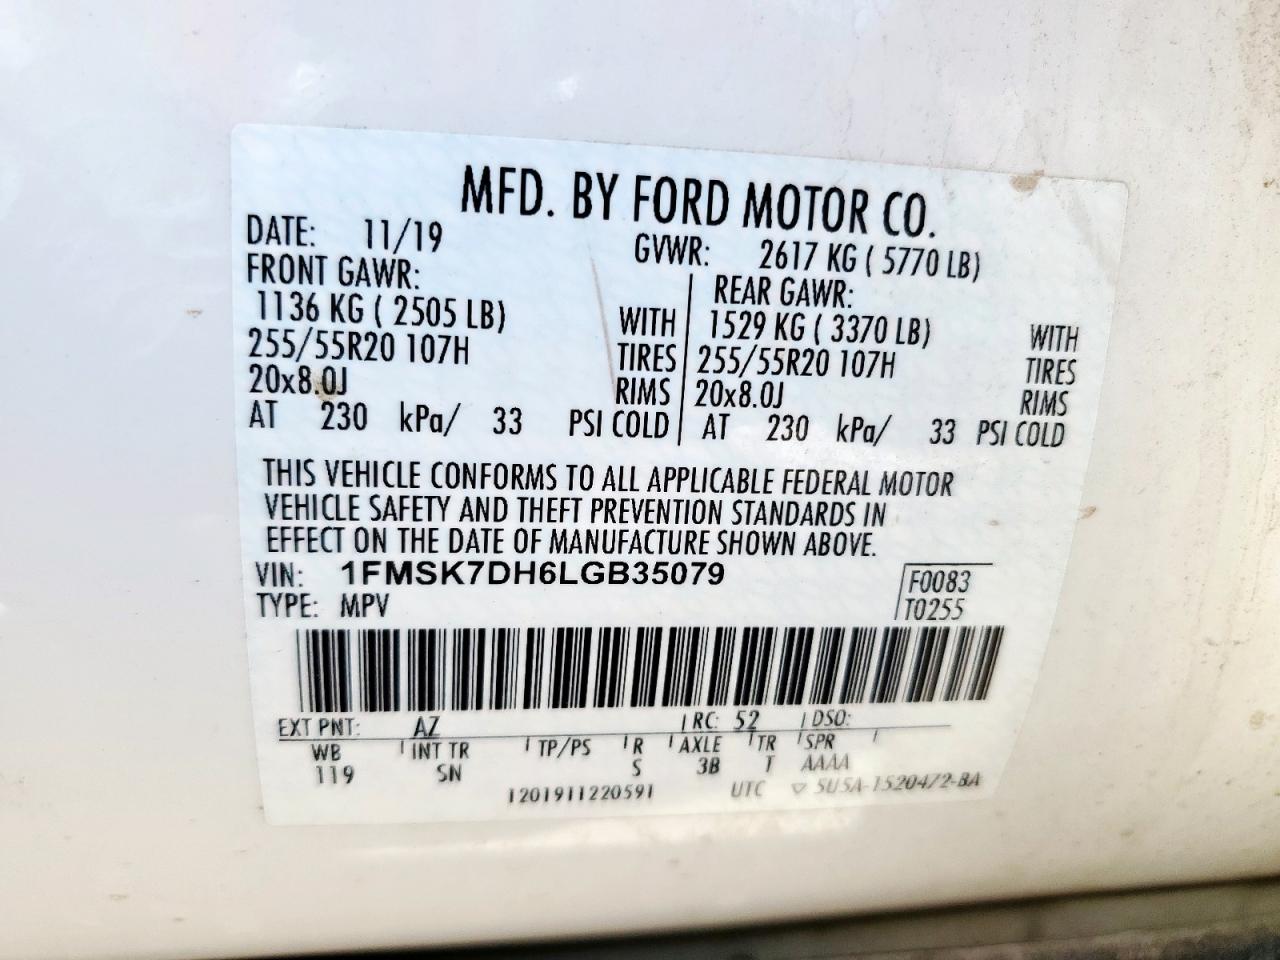 MFD. BY FORD MOTOR CO.
DATE: 11/19 GVWR: 2617 KG ( 5770 LB)
FRONT GAWR: REAR GAWR:
1136 KG ( 2505 LB) WITH 1529 KG ( 3370 LB) WITH
255/55R20 107H TIRES 255/55R20 107H TIRES
20x8.0J RIMS 20x8.0J RIMS
AT 230 kPa/ 33 PSI COLD AT 230 kPa/ 33 PSI COLD
THIS VEHICLE CONFORMS TO ALL APPLICABLE FEDERAL MOTOR
VEHICLE SAFETY AND THEFT PREVENTION STANDARDS IN
EFFECT ON THE DATE OF MANUFACTURE SHOWN ABOVE.
VIN: 1FMSK7DH6LGB35079 F0083
TYPE: MPV T0255
EXT PNT: AZ RC: 52 DSO:
WB INT TR TP/PS R AXLE TR SPR
119 SN S 3B T AAAA
1201911220591 UTC ▽ 5U5A-1520472-BA